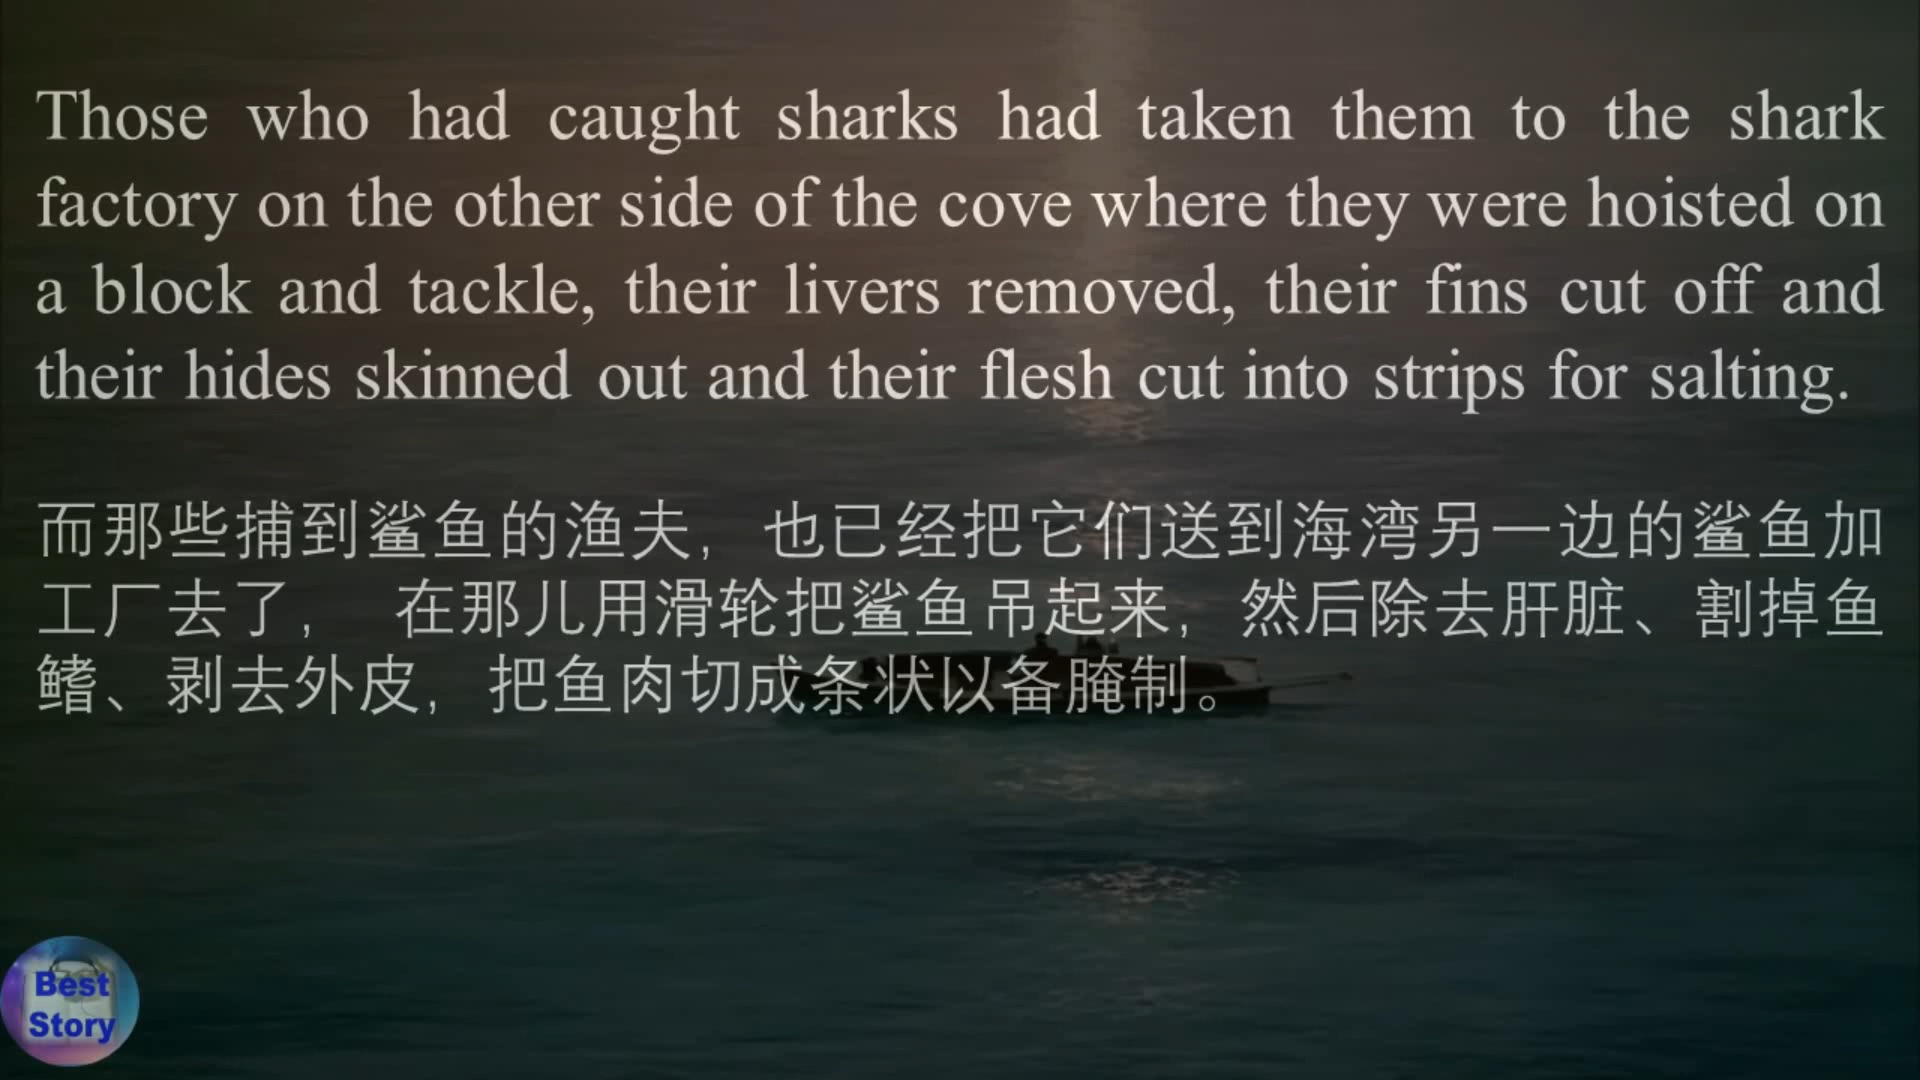 Those who had caught sharks had taken them to the shark
factory on the other side of the cove where they were hoisted on
a block and tackle, their livers removed, their fins cut off and
their hides skinned out and their flesh cut into strips for salting.
而那些捕到鲨鱼的渔夫，也已经把它们送到海湾另一边的鲨鱼加
工厂去了， 在那儿用滑轮把鲨鱼吊起来，然后除去肝脏、割掉鱼
鳍、剥去外皮，把鱼肉切成条状以备腌制。
Best
Story